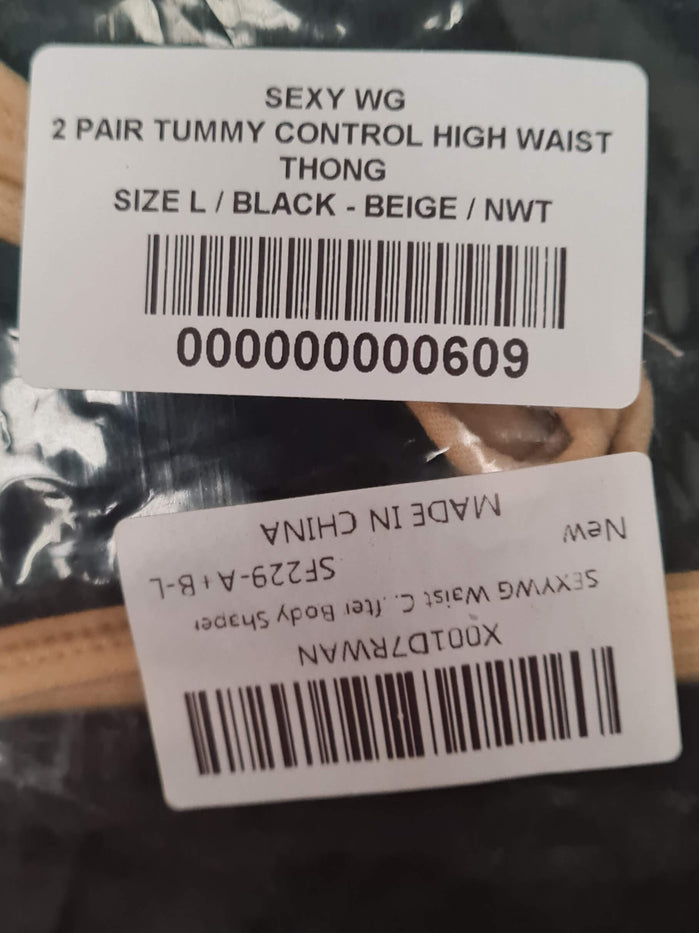 SEXY WG
2 PAIR TUMMY CONTROL HIGH WAIST
THONG
SIZE L / BLACK - BEIGE / NWT
000000000609
X001D7RWAN
SEXYWG Waist C...fter Body Shaper
New SF229-A+B-L
MADE IN CHINA